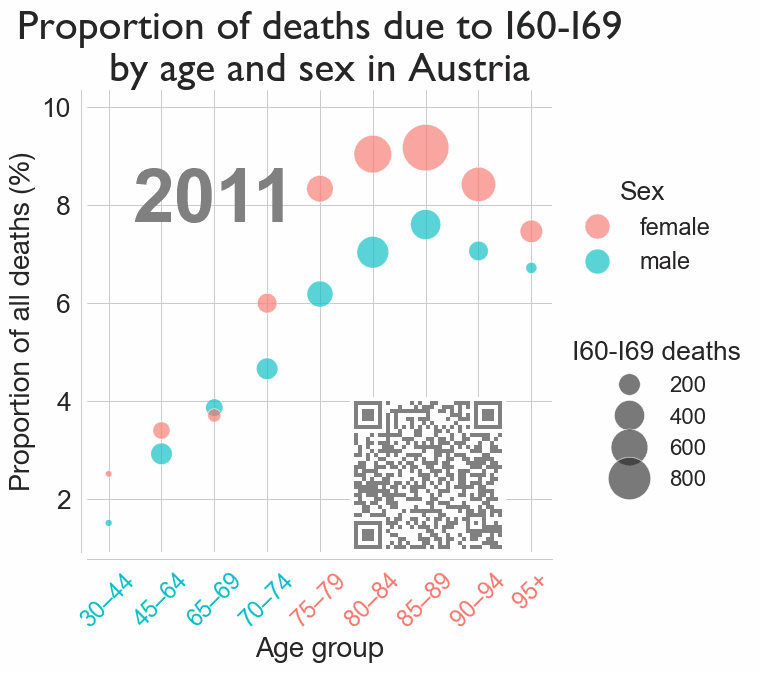 Proportion of deaths due to I60-I69
by age and sex in Austria
Proportion of all deaths (%)
10
8
6
4
2
2011
30–44
45–64
65–69
70–74
75–79
80–84
85–89
90–94
95+
Age group
Sex
female
male
I60-I69 deaths
200
400
600
800